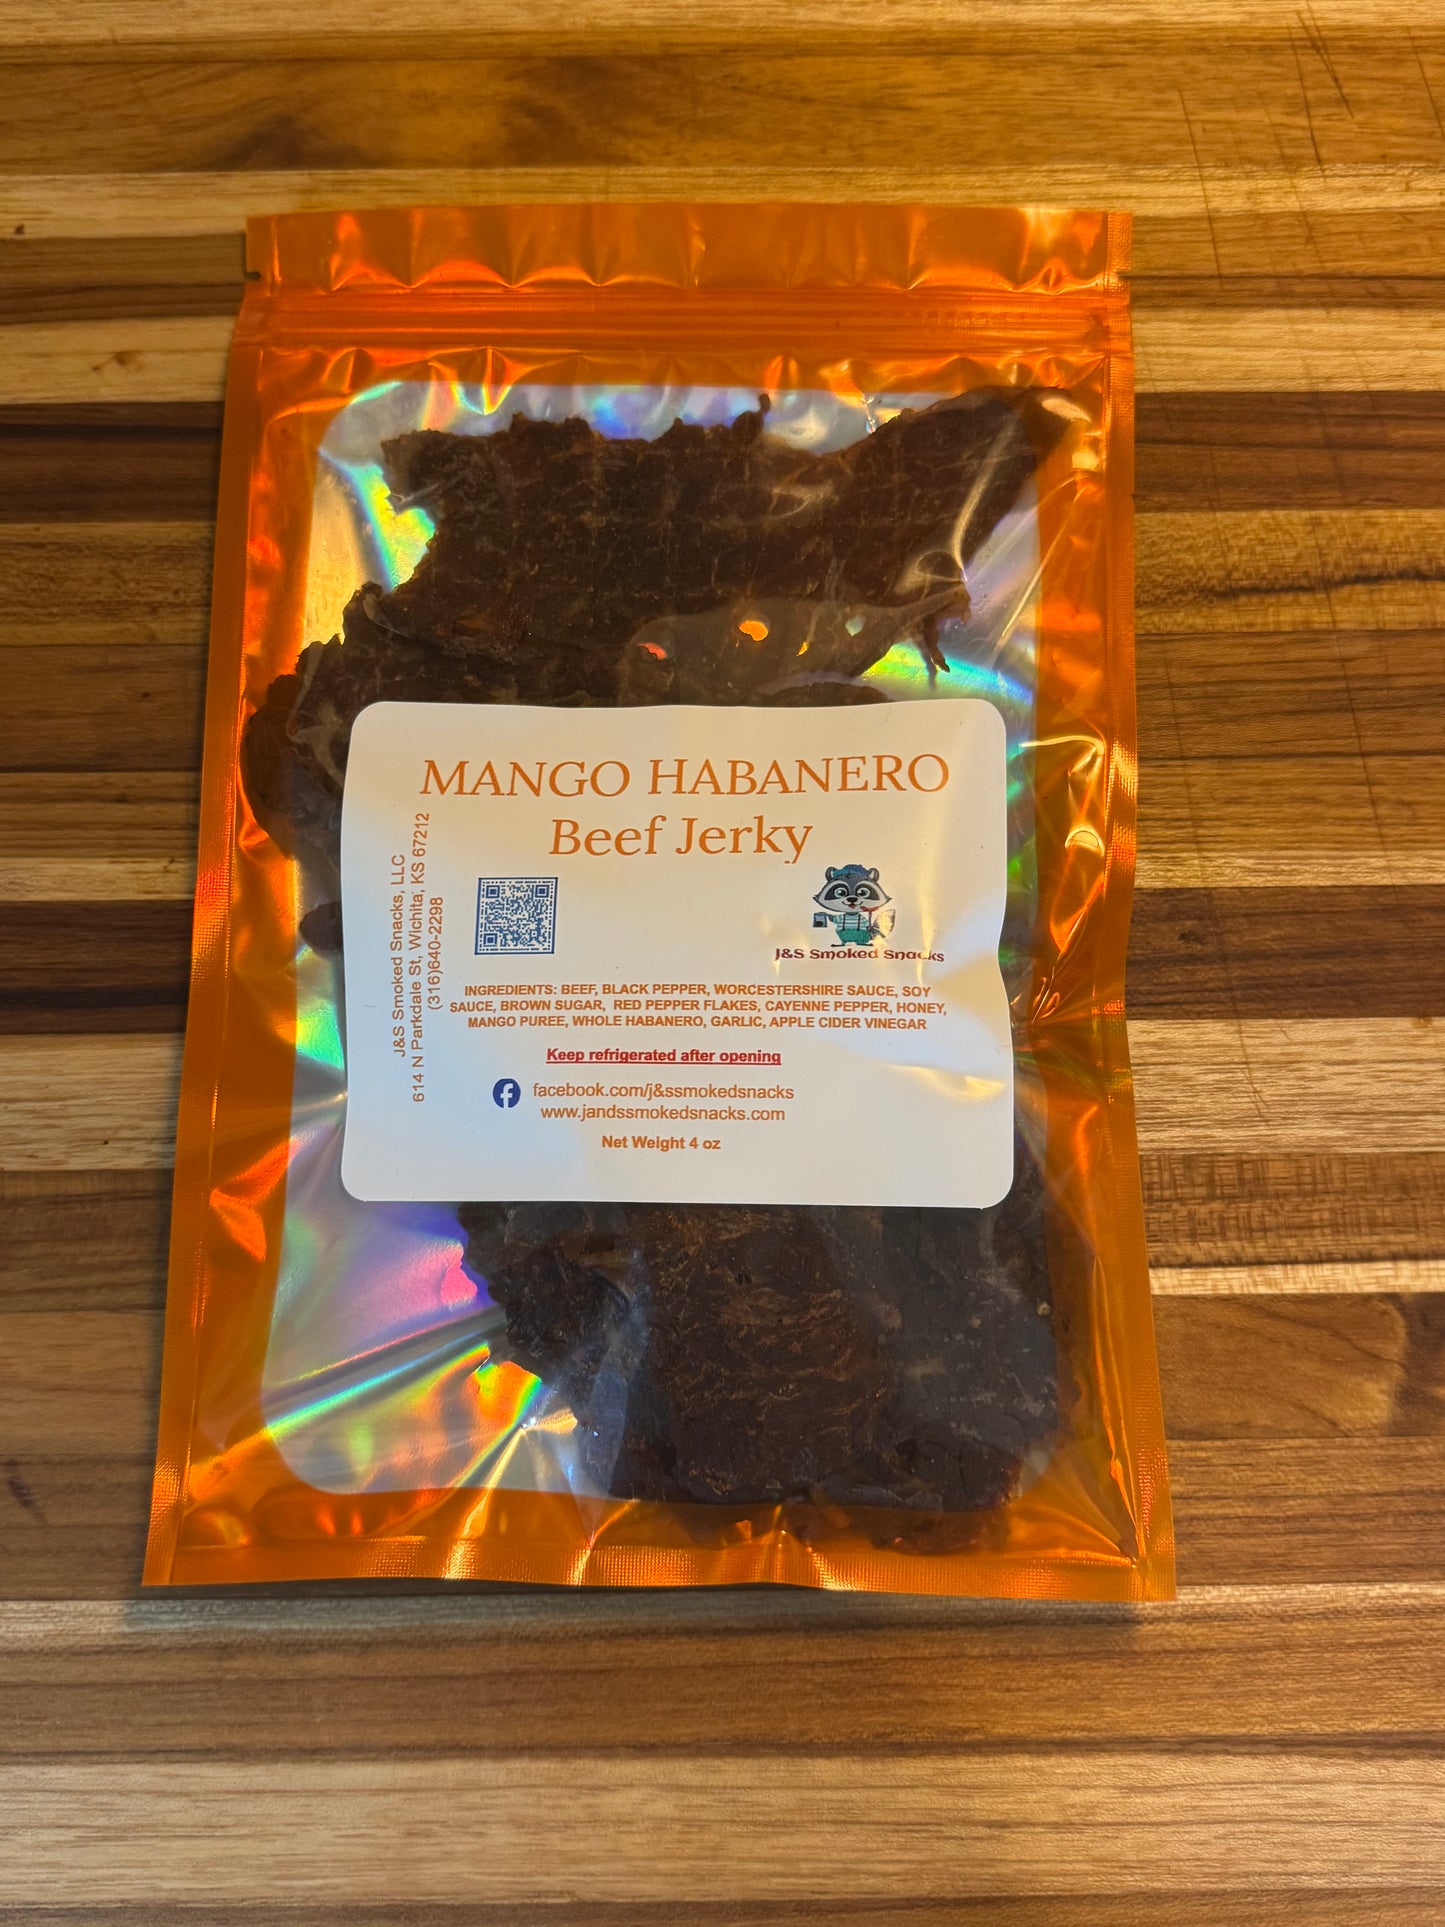 MANGO HABANERO
Beef Jerky
J&S Smoked Snacks, LLC
614 N Parkdale St, Wichita, KS 67212
(316)640-2298
J&S Smoked Snacks
INGREDIENTS: BEEF, BLACK PEPPER, WORCESTERSHIRE SAUCE, SOY
SAUCE, BROWN SUGAR, RED PEPPER FLAKES, CAYENNE PEPPER, HONEY,
MANGO PUREE, WHOLE HABANERO, GARLIC, APPLE CIDER VINEGAR
Keep refrigerated after opening
facebook.com/j&ssmokedsnacks
www.jandssmokedsnacks.com
Net Weight 4 oz